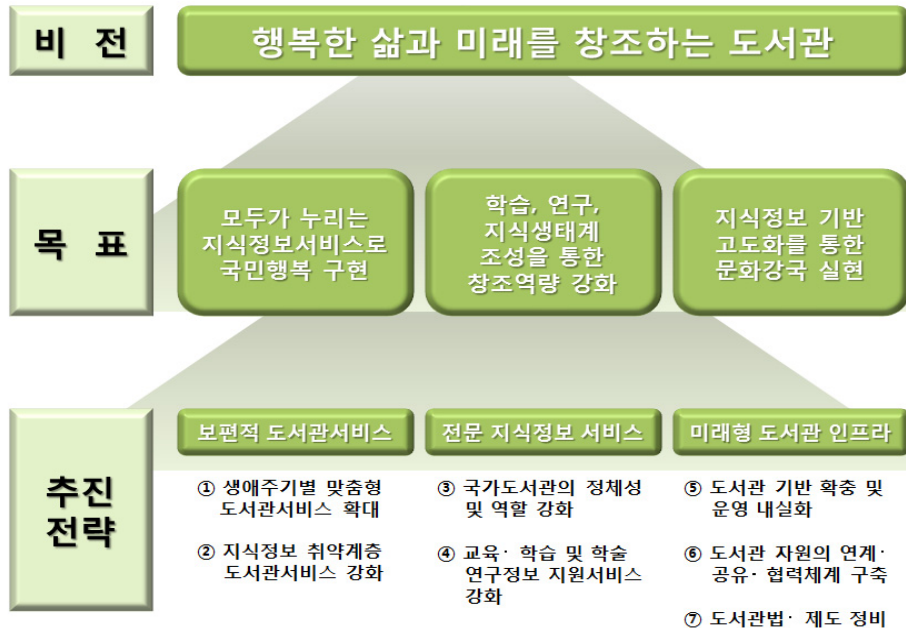 비 전
행복한 삶과 미래를 창조하는 도서관
목 표
모두가 누리는
지식정보서비스로
국민행복 구현
학습, 연구,
지식생태계
조성을 통한
창조역량 강화
지식정보 기반
고도화를 통한
문화강국 실현
추진
전략
보편적 도서관서비스
① 생애주기별 맞춤형
도서관서비스 확대
② 지식정보 취약계층
도서관서비스 강화
전문 지식정보 서비스
③ 국가도서관의 정체성
및 역할 강화
④ 교육· 학습 및 학술
연구정보 지원서비스
강화
미래형 도서관 인프라
⑤ 도서관 기반 확충 및
운영 내실화
⑥ 도서관 자원의 연계·
공유· 협력체계 구축
⑦ 도서관법· 제도 정비